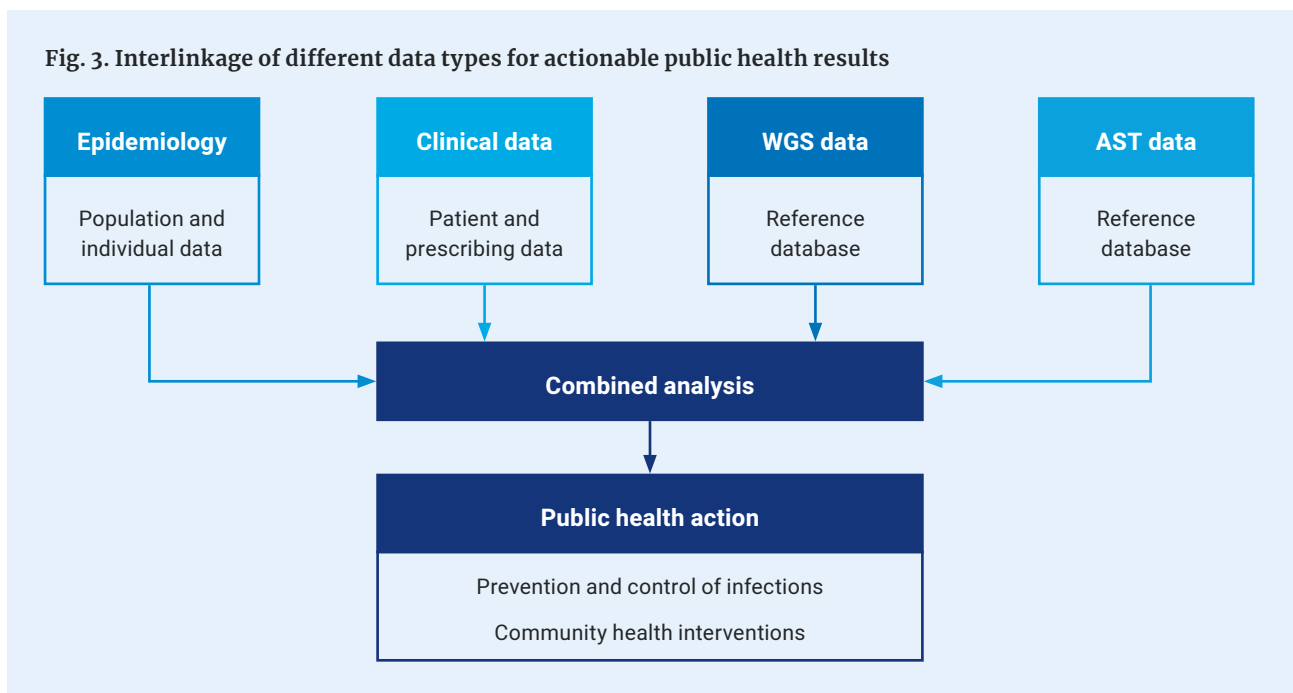 Fig. 3. Interlinkage of different data types for actionable public health results
Epidemiology
Population and
individual data
Clinical data
Patient and
prescribing data
WGS data
Reference
database
AST data
Reference
database
Combined analysis
Public health action
Prevention and control of infections
Community health interventions